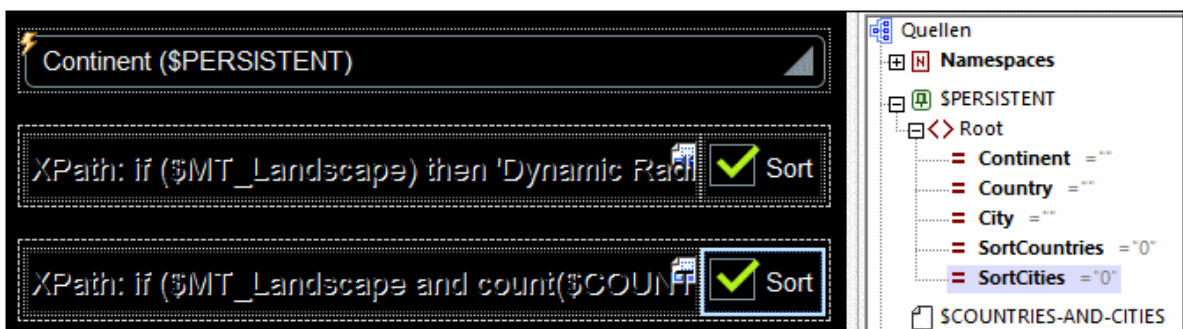 Continent ($PERSISTENT)
XPath: if ($MT_Landscape) then 'Dynamic Radi
Sort
XPath: if ($MT_Landscape and count($COUNT
Sort
Quellen
Namespaces
$PERSISTENT
Root
= Continent =""
= Country =""
= City =""
= SortCountries ="0"
= SortCities ="0"
$COUNTRIES-AND-CITIES